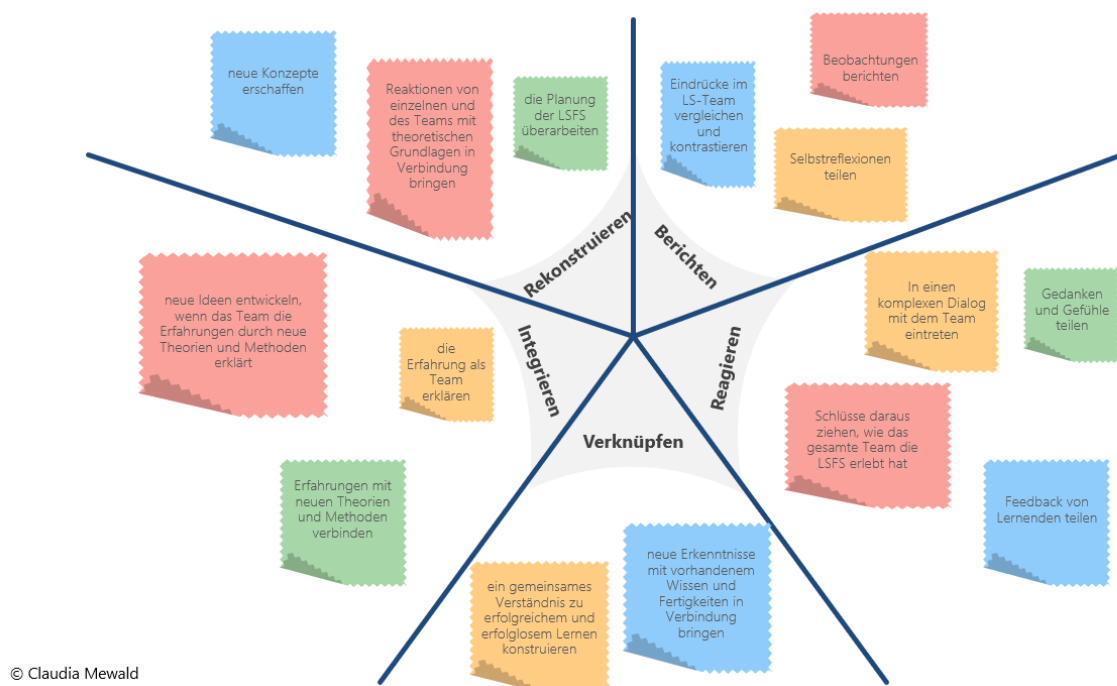 neue Konzepte
erschaffen
Reaktionen von
einzelnen und
des Teams mit
theoretischen
Grundlagen in
Verbindung
bringen
die Planung
der LSFS
überarbeiten
Eindrücke im
LS-Team
vergleichen
und
kontrastieren
Beobachtungen
berichten
Selbstreflexionen
teilen
Rekonstruieren
Berichten
neue Ideen entwickeln,
wenn das Team die
Erfahrungen durch neue
Theorien und Methoden
erklärt
die
Erfahrung als
Team
erklären
Integrieren
Reagieren
In einen
komplexen Dialog
mit dem Team
eintreten
Gedanken
und Gefühle
teilen
Schlüsse daraus
ziehen, wie das
gesamte Team die
LSFS erlebt hat
Verknüpfen
Erfahrungen mit
neuen Theorien
und Methoden
verbinden
Feedback von
Lernenden teilen
ein gemeinsames
Verständnis zu
erfolgreichem und
erfolglosem Lernen
konstruieren
neue Erkenntnisse
mit vorhandenem
Wissen und
Fertigkeiten in
Verbindung
bringen
© Claudia Mewald